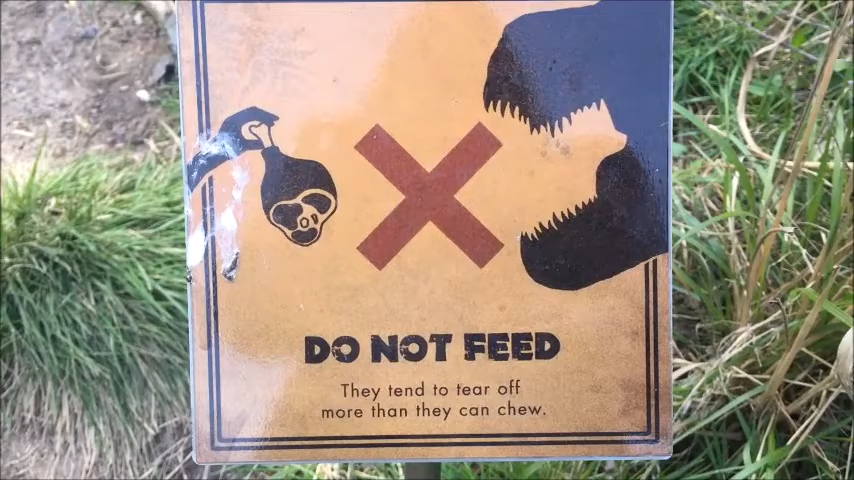 DO NOT FEED
They tend to tear off
more than they can chew.